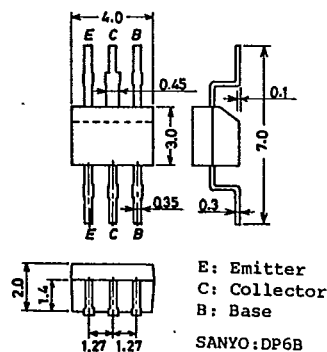 4.0
E C B
0.45
0.1
3.0
7.0
0.35
0.3
E C B
2.0
1.4
1.27 1.27
E: Emitter
C: Collector
B: Base
SANYO:DP6B